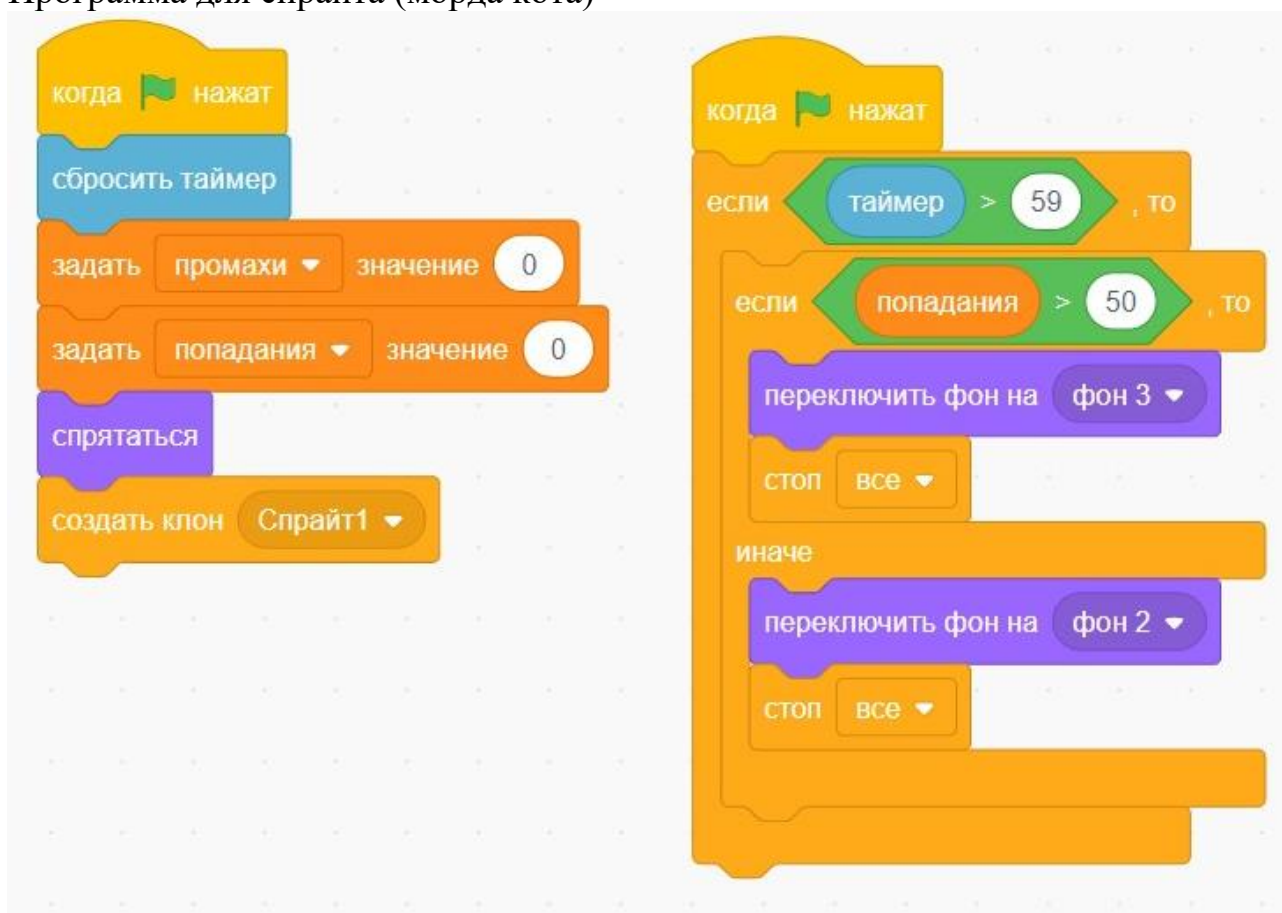 Программа для спрайта (морда кота)
когда нажат
сбросить таймер
задать промахи значение 0
задать попадания значение 0
спрятаться
создать клон Спрайт1
когда нажат
если таймер > 59 , то
если попадания > 50 , то
переключить фон на фон 3
стоп все
иначе
переключить фон на фон 2
стоп все